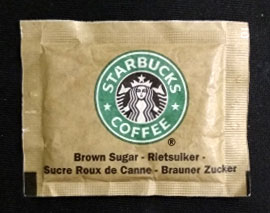 STARBUCKS
COFFEE
®
Brown Sugar - Rietsuiker -
Sucre Roux de Canne - Brauner Zucker